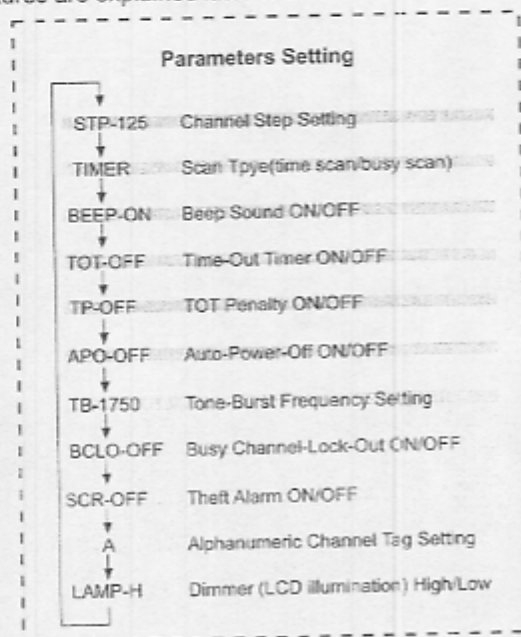 Parameters Setting
STP-125 Channel Step Setting
TIMER Scan Tpye(time scan/busy scan)
BEEP-ON Beep Sound ON/OFF
TOT-OFF Time-Out Timer ON/OFF
TP-OFF TOT Penalty ON/OFF
APO-OFF Auto-Power-Off ON/OFF
TB-1750 Tone-Burst Frequency Setting
BCLO-OFF Busy Channel-Lock-Out ON/OFF
SCR-OFF Theft Alarm ON/OFF
A Alphanumeric Channel Tag Setting
LAMP-H Dimmer (LCD illumination) High/Low